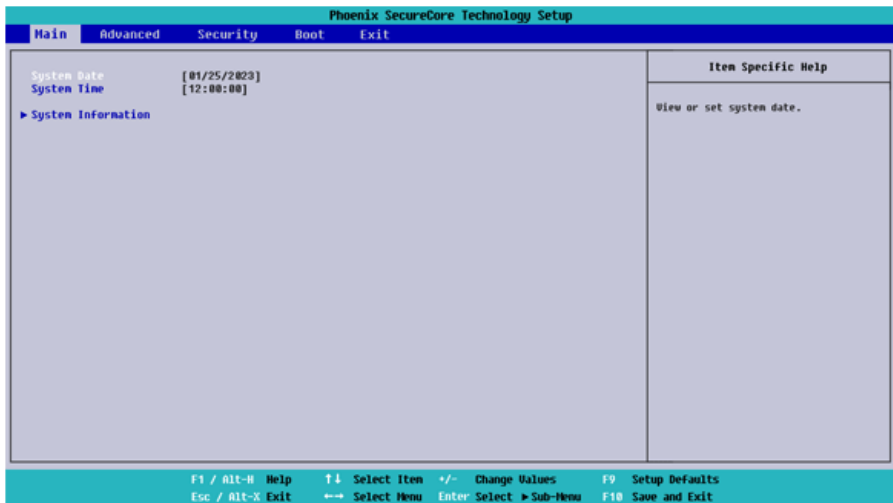 Phoenix SecureCore Technology Setup
Main Advanced Security Boot Exit
Item Specific Help
System Date [01/25/2023]
System Time [12:00:00]
View or set system date.
▶ System Information
F1 / Alt-H Help ↑↓ Select Item +/- Change Values F9 Setup Defaults
Esc / Alt-X Exit ←→ Select Menu Enter Select ▶ Sub-Menu F10 Save and Exit